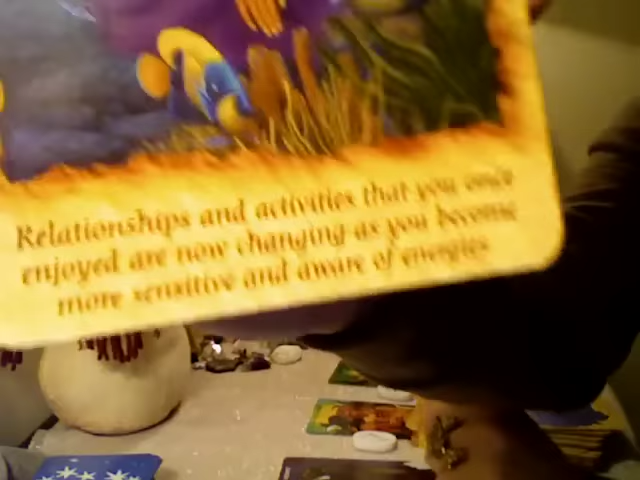 Relationships and activities that you once
enjoyed are now changing as you become
more sensitive and aware of energies